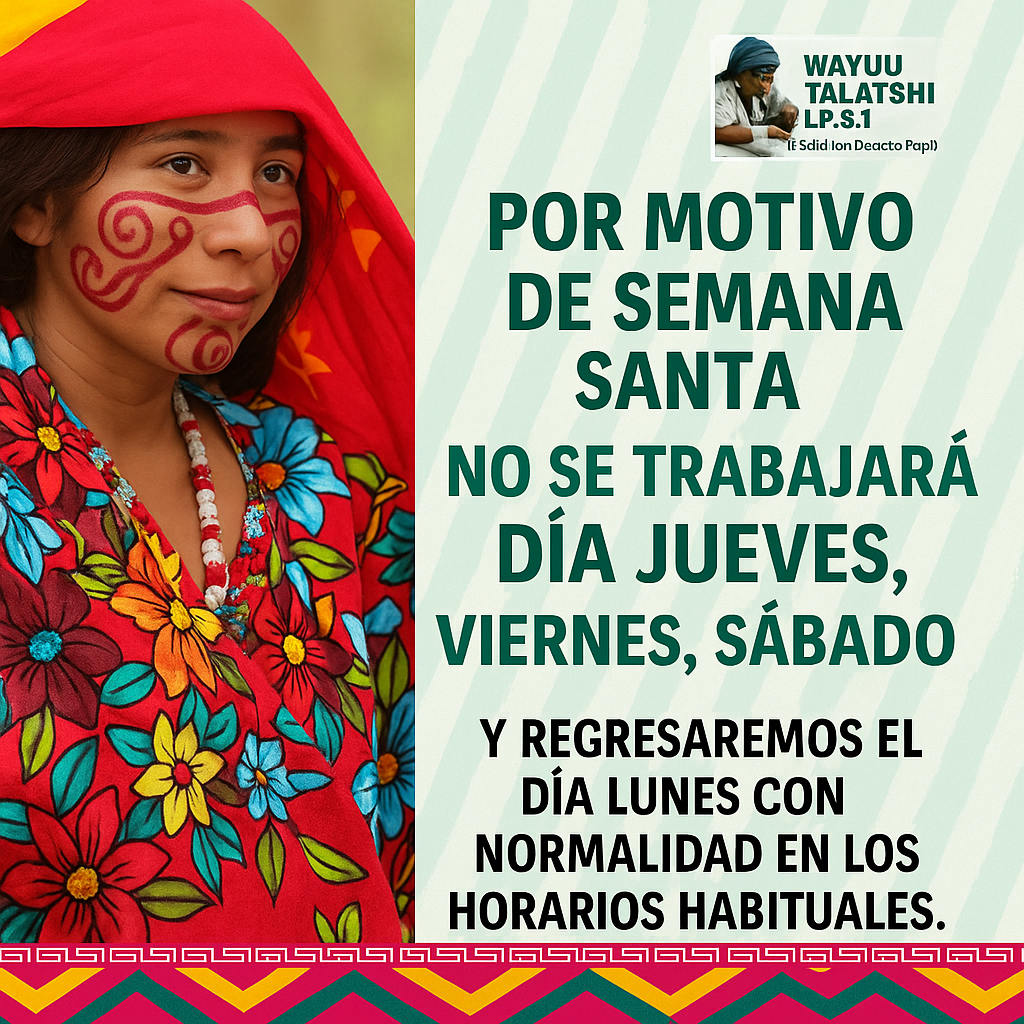 WAYUU
TALATSHI
I.P.S.1
POR MOTIVO
DE SEMANA
SANTA
NO SE TRABAJARÁ
DÍA JUEVES,
VIERNES, SÁBADO
Y REGRESAREMOS EL
DÍA LUNES CON
NORMALIDAD EN LOS
HORARIOS HABITUALES.